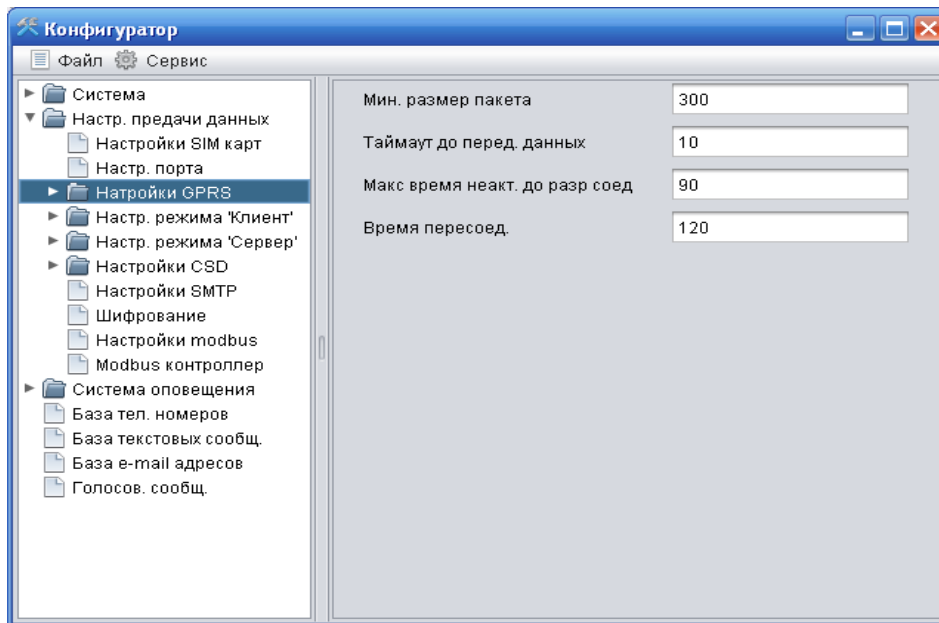 Конфигуратор
Файл Сервис
Система
Настр. предачи данных
Настройки SIM карт
Настр. порта
Натройки GPRS
Настр. режима 'Клиент'
Настр. режима 'Сервер'
Настройки CSD
Настройки SMTP
Шифрование
Настройки modbus
Modbus контроллер
Система оповещения
База тел. номеров
База текстовых сообщ.
База e-mail адресов
Голосов. сообщ.
Мин. размер пакета 300
Таймаут до перед. данных 10
Макс время неакт. до разр соед 90
Время пересоед. 120